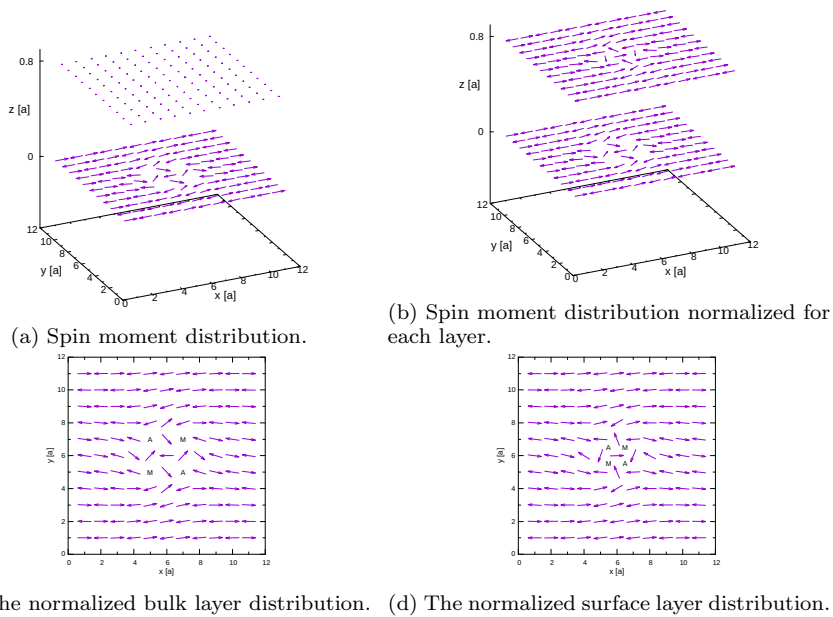 0.8
z [a]
0
12
10
8
6
4
2
0
y [a]
0
2
4
6
8
10
12
x [a]
(a) Spin moment distribution.
0.8
z [a]
0
12
10
8
6
4
2
0
y [a]
0
2
4
6
8
10
12
x [a]
(b) Spin moment distribution normalized for
each layer.
12
10
8
6
4
2
0
y [a]
A M
M A
0 2 4 6 8 10 12
x [a]
he normalized bulk layer distribution.
12
10
8
6
4
2
0
y [a]
A M
M A
0 2 4 6 8 10 12
x [a]
(d) The normalized surface layer distribution.